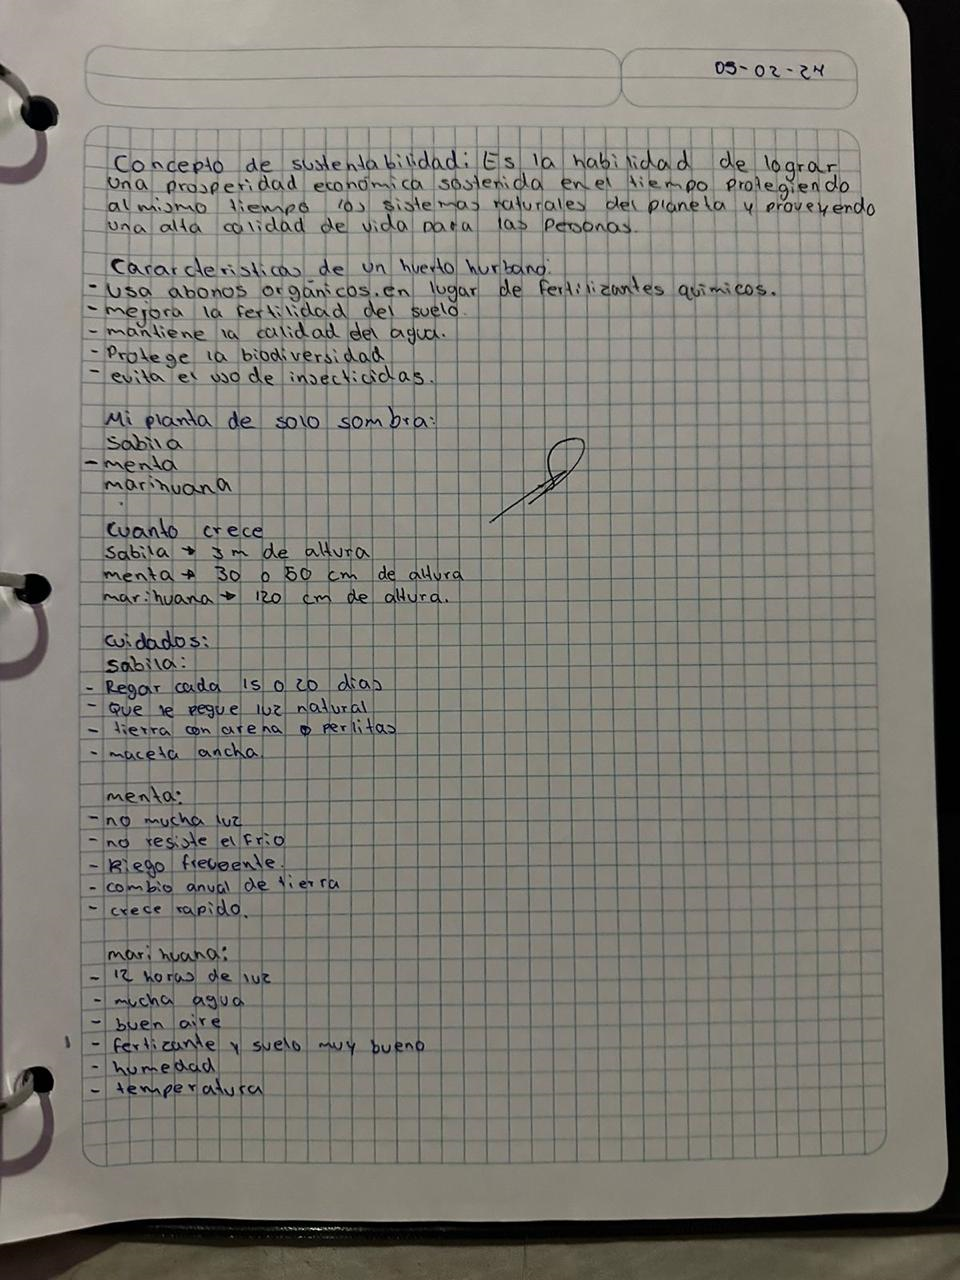 05-02-24
Concepto de sustentabilidad: Es la habilidad de lograr
una prosperidad económica sostenida en el tiempo protegiendo
al mismo tiempo los sistemas naturales del planeta y proveyendo
una alta calidad de vida para las personas.
Cararcteristicas de un huerto hurbano:
- Usa abonos orgánicos. en lugar de fertilizantes químicos.
- mejora la fertilidad del suelo.
- mantiene la calidad del agua.
- Protege la biodiversidad
- evita el uso de insecticidas.
Mi planta de solo sombra:
sabila
- menta
marihuana
cuanto crece
sabila → 3 m de altura
menta → 30 o 50 cm de altura
marihuana → 120 cm de altura.
cuidados:
sabila:
- Regar cada 15 o 20 dias
- Que le pegue luz natural
- tierra con arena o perlitas
- maceta ancha.
menta:
- no mucha luz
- no resiste el frio
- Riego frecuente.
- combio anual de tierra
- crece rapido.
marihuana:
- 12 horas de luz
- mucha agua
- buen aire
- fertizante y suelo muy bueno
- humedad
- temperatura